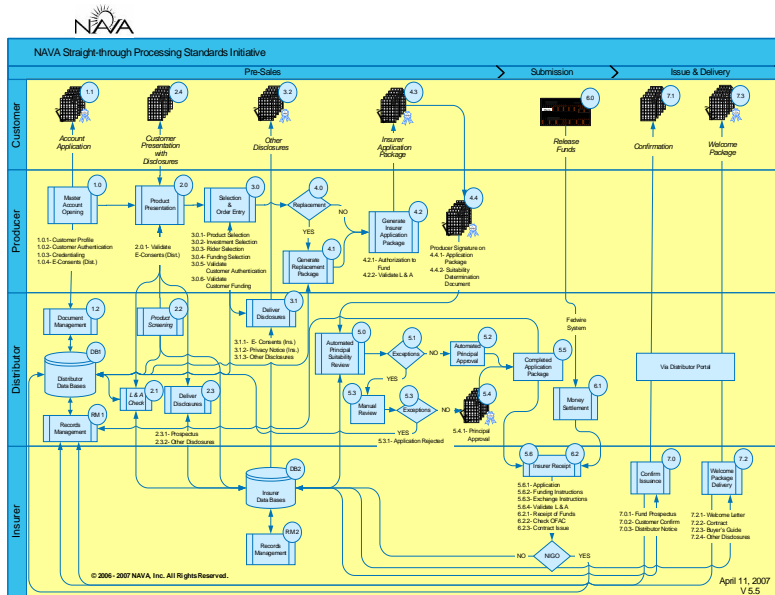 NAVA
NAVA Straight-through Processing Standards Initiative
Pre-Sales
Submission
Issue & Delivery
Customer
1.1
Account
Application
2.4
Customer
Presentation
with
Disclosures
3.2
Other
Disclosures
4.3
Insurer
Application
Package
6.0
Release
Funds
7.1
Confirmation
7.3
Welcome
Package
Producer
1.0
Master
Account
Opening
1.0.1- Customer Profile
1.0.2- Customer Authentication
1.0.3- Credentialing
1.0.4- E-Consents (Dist.)
2.0
Product
Presentation
2.0.1- Validate
E-Consents (Dist.)
3.0
Selection
&
Order Entry
3.0.1- Product Selection
3.0.2- Investment Selection
3.0.3- Rider Selection
3.0.4- Funding Selection
3.0.5- Validate
Customer Authentication
3.0.6- Validate
Customer Funding
4.0
Replacement
NO
YES
4.1
Generate
Replacement
Package
4.2
Generate
Insurer
Application
Package
4.2.1- Authorization to
Fund
4.2.2- Validate L & A
4.4
Producer Signature on
4.4.1- Application
Package
4.4.2- Suitability
Determination
Document
Distributor
1.2
Document
Management
DB1
Distributor
Data Bases
RM1
Records
Management
2.2
Product
Screening
L & A
Check
2.1
Deliver
Disclosures
2.3
2.3.1- Prospectus
2.3.2- Other Disclosures
3.1
Deliver
Disclosures
3.1.1- E- Consents (Ins.)
3.1.2- Privacy Notice (Ins.)
3.1.3- Other Disclosures
5.0
Automated
Principal
Suitability
Review
5.1
Exceptions
NO
YES
5.2
Automated
Principal
Approval
5.3
Manual
Review
5.3
Exceptions
NO
YES
5.3.1- Application Rejected
5.4
5.4.1- Principal
Approval
5.5
Completed
Application
Package
Fedwire
System
6.1
Money
Settlement
Via Distributor Portal
Insurer
DB2
Insurer
Data Bases
RM2
Records
Management
5.6
6.2
Insurer Receipt
5.6.1- Application
5.6.2- Funding Instructions
5.6.3- Exchange Instructions
5.6.4- Validate L & A
6.2.1- Receipt of Funds
6.2.2- Check OFAC
6.2.3- Contract Issue
NO
NIGO
YES
7.0
Confirm
Issuance
7.0.1- Fund Prospectus
7.0.2- Customer Confirm
7.0.3- Distributor Notice
7.2
Welcome
Package
Delivery
7.2.1- Welcome Letter
7.2.2- Contract
7.2.3- Buyer's Guide
7.2.4- Other Disclosures
© 2006 - 2007 NAVA, Inc. All Rights Reserved.
April 11, 2007
V 5.5